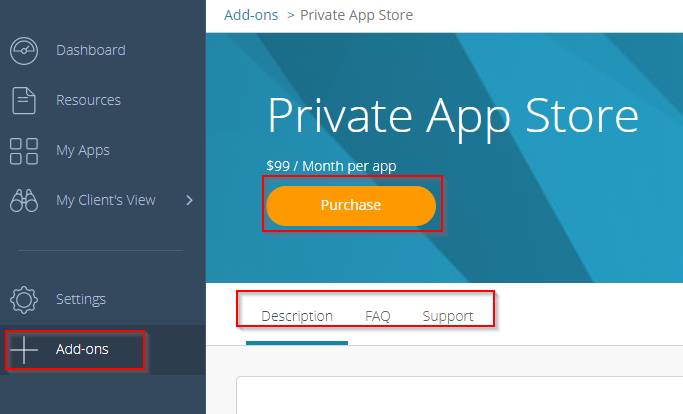 Dashboard
Resources
My Apps
My Client's View
Settings
Add-ons
Add-ons > Private App Store
Private App Store
$99 / Month per app
Purchase
Description FAQ Support